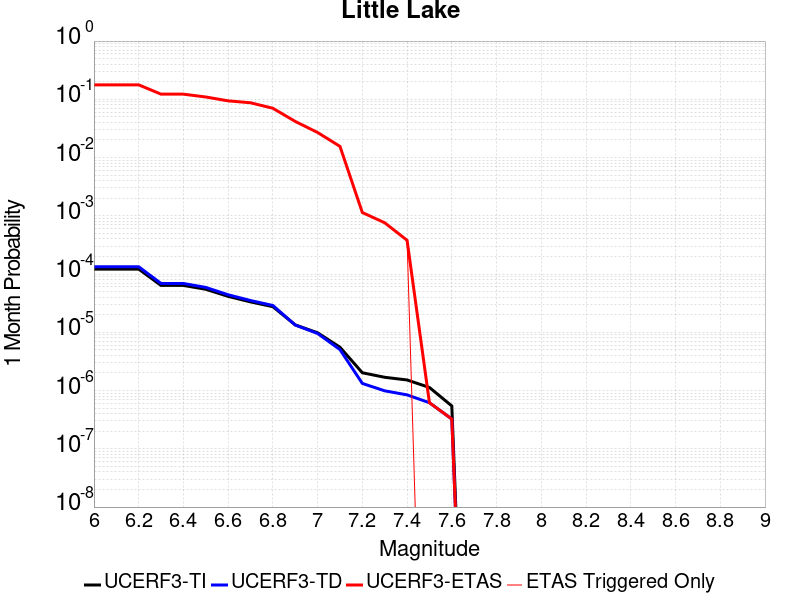 Little Lake
10^0
10^-1
10^-2
10^-3
10^-4
10^-5
10^-6
10^-7
10^-8
1 Month Probability
6 6.2 6.4 6.6 6.8 7 7.2 7.4 7.6 7.8 8 8.2 8.4 8.6 8.8 9
Magnitude
UCERF3-TI UCERF3-TD UCERF3-ETAS ETAS Triggered Only